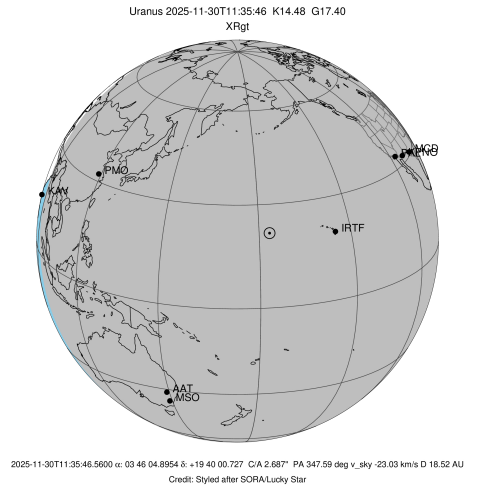 Uranus 2025-11-30T11:35:46 K14.48 G17.40
XRgt
MCD
KPNO
PMO
KAV
IRTF
AAT
MSO
2025-11-30T11:35:46.5600 α: 03 46 04.8954 δ: +19 40 00.727 C/A 2.687" PA 347.59 deg v_sky -23.03 km/s D 18.52 AU
Credit: Styled after SORA/Lucky Star